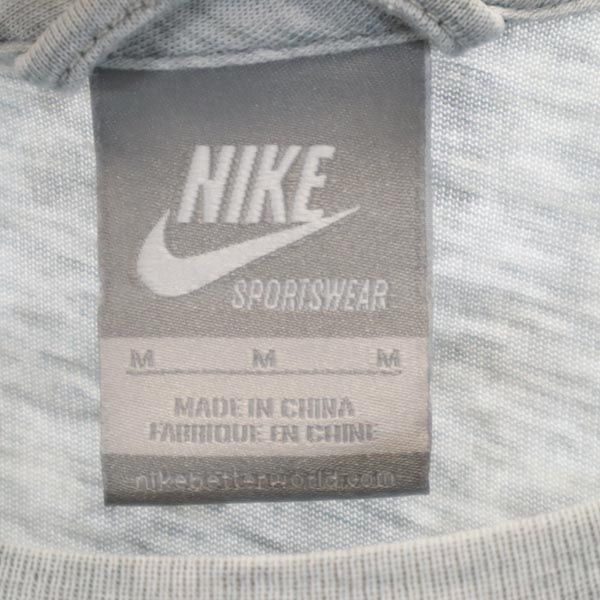 NIKE
SPORTSWEAR
M M M
MADE IN CHINA
FABRIQUE EN CHINE
nikebetterworld.com